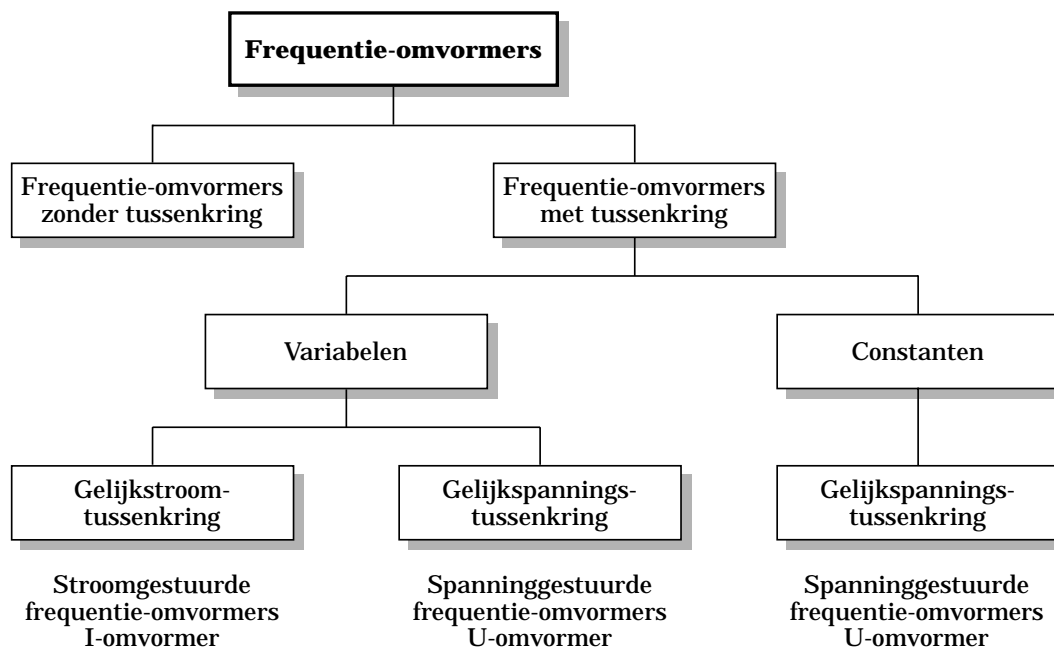 Frequentie-omvormers
Frequentie-omvormers
zonder tussenkring
Frequentie-omvormers
met tussenkring
Variabelen
Constanten
Gelijkstroom-
tussenkring
Gelijkspannings-
tussenkring
Gelijkspannings-
tussenkring
Stroomgestuurde
frequentie-omvormers
I-omvormer
Spanninggestuurde
frequentie-omvormers
U-omvormer
Spanninggestuurde
frequentie-omvormers
U-omvormer